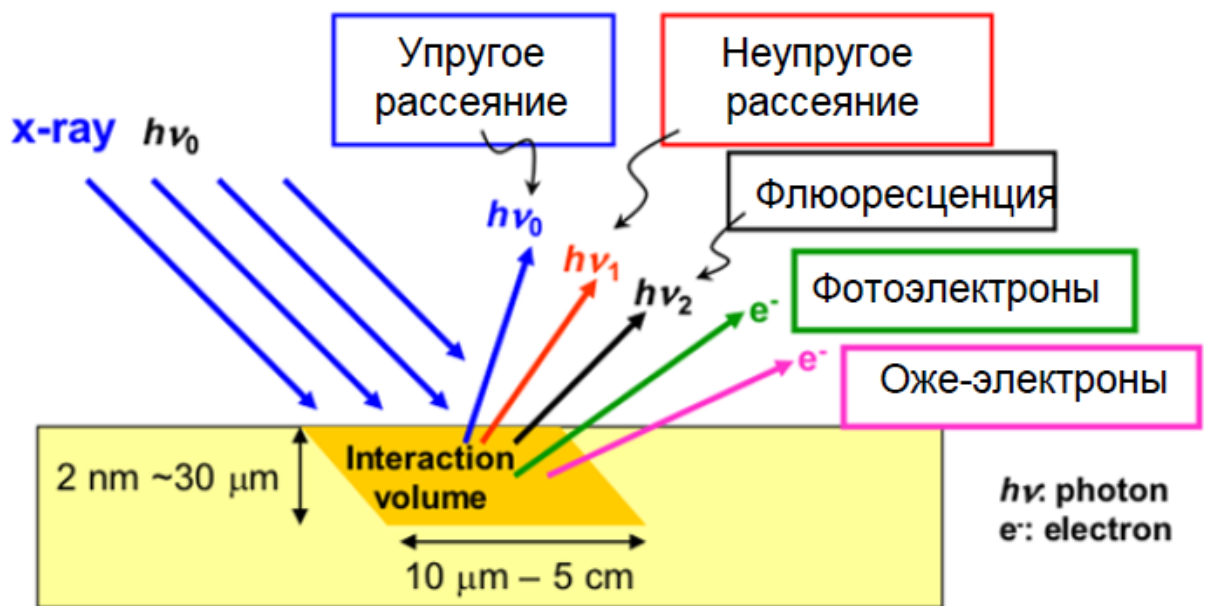 Упругое
рассеяние
Неупругое
рассеяние
x-ray hν₀
Флюоресценция
hν₀
hν₁
hν₂
Фотоэлектроны
e⁻
Оже-электроны
e⁻
Interaction
volume
2 nm ~30 μm
10 μm – 5 cm
hν: photon
e⁻: electron